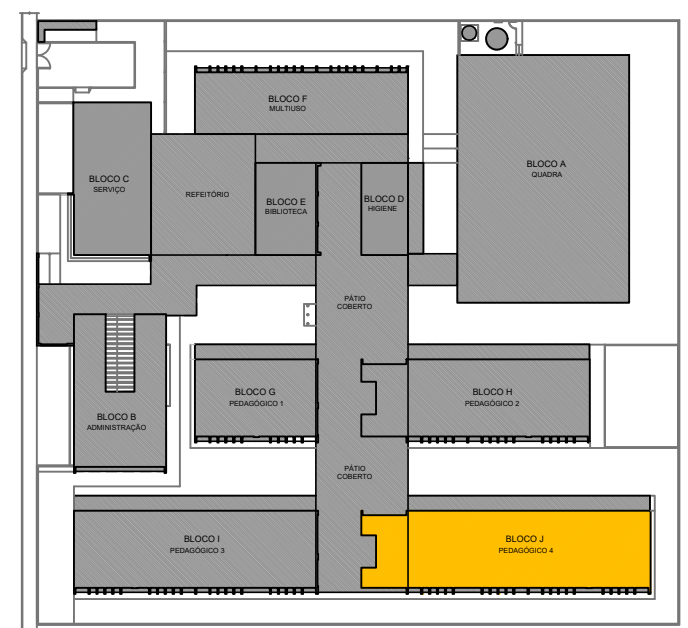 BLOCO F
MULTIUSO
BLOCO A
QUADRA
BLOCO C
SERVIÇO
REFEITÓRIO
BLOCO E
BIBLIOTECA
BLOCO D
HIGIENE
PÁTIO
COBERTO
BLOCO G
PEDAGÓGICO 1
BLOCO H
PEDAGÓGICO 2
BLOCO B
ADMINISTRAÇÃO
PÁTIO
COBERTO
BLOCO I
PEDAGÓGICO 3
BLOCO J
PEDAGÓGICO 4